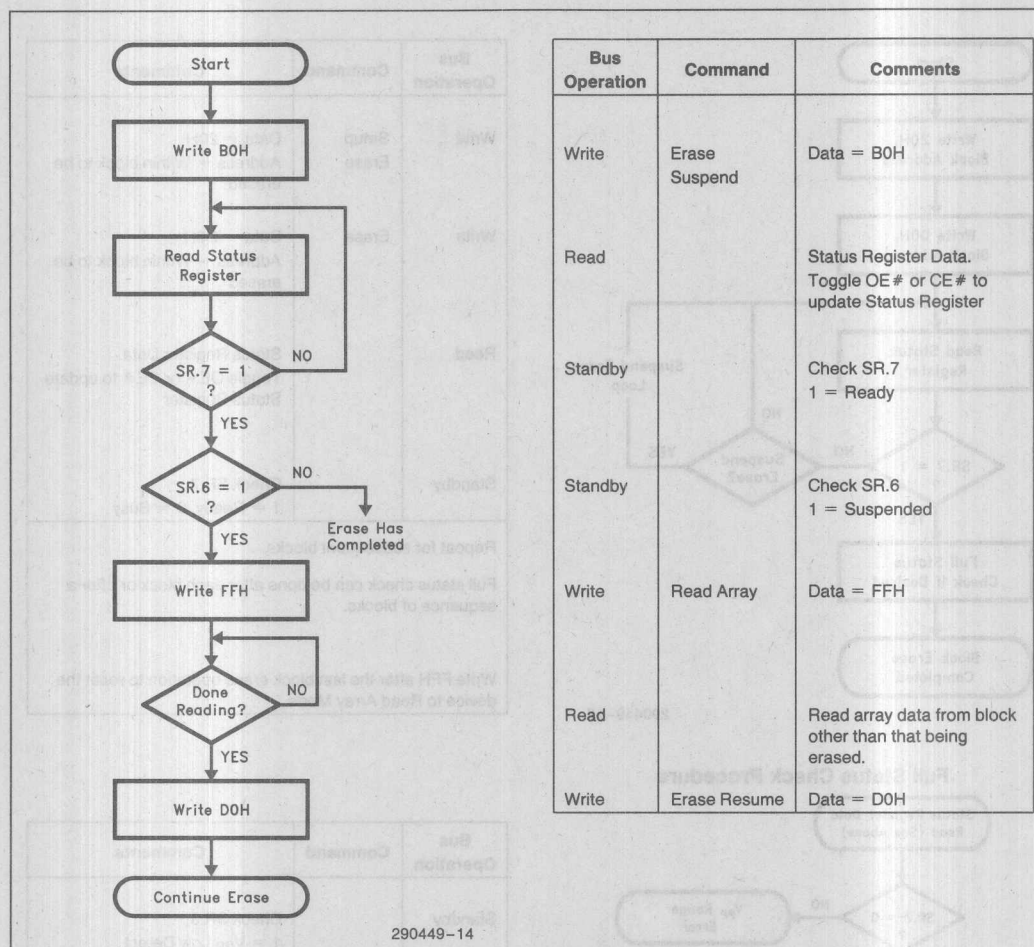 Start
Write B0H
Read Status
Register
SR.7 = 1
?
NO
YES
SR.6 = 1
?
NO
Erase Has
Completed
YES
Write FFH
Done
Reading?
NO
YES
Write D0H
Continue Erase
290449-14
Bus
Operation
Command
Comments
Write
Erase
Suspend
Data = B0H
Read
Status Register Data.
Toggle OE# or CE# to
update Status Register
Standby
Check SR.7
1 = Ready
Standby
Check SR.6
1 = Suspended
Write
Read Array
Data = FFH
Read
Read array data from block
other than that being
erased.
Write
Erase Resume
Data = D0H